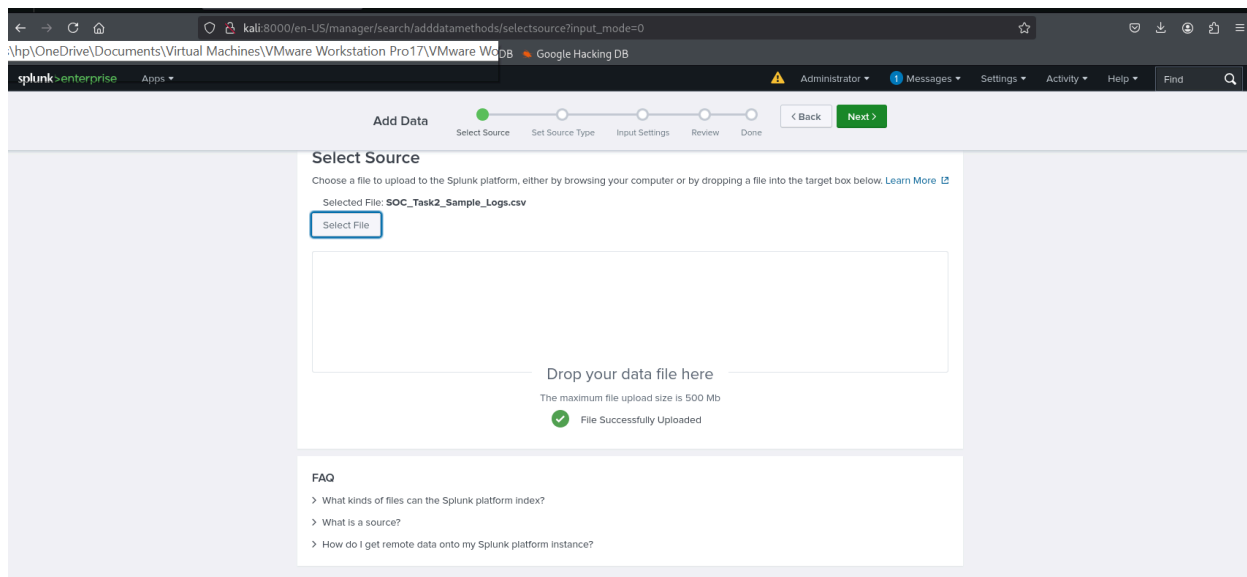 kali:8000/en-US/manager/search/adddatamethods/selectsource?input_mode=0
\hp\OneDrive\Documents\Virtual Machines\VMware Workstation Pro17\VMware Wo DB Google Hacking DB
splunk>enterprise Apps Administrator 1 Messages Settings Activity Help Find
Add Data Select Source Set Source Type Input Settings Review Done < Back Next >
Select Source
Choose a file to upload to the Splunk platform, either by browsing your computer or by dropping a file into the target box below. Learn More
Selected File: SOC_Task2_Sample_Logs.csv
Select File
Drop your data file here
The maximum file upload size is 500 Mb
File Successfully Uploaded
FAQ
> What kinds of files can the Splunk platform index?
> What is a source?
> How do I get remote data onto my Splunk platform instance?